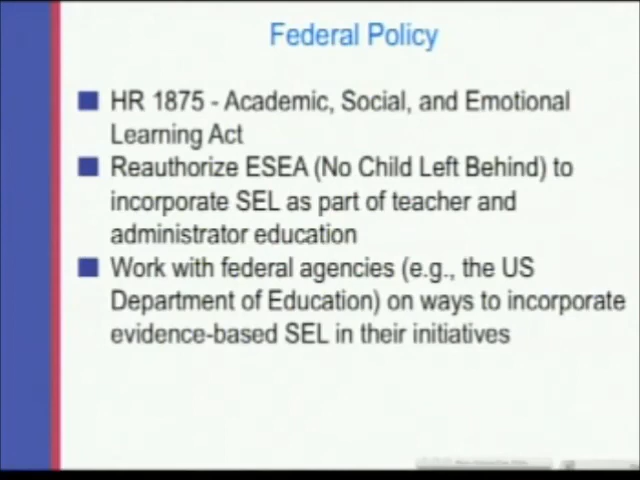 Federal Policy
HR 1875 - Academic, Social, and Emotional
Learning Act
Reauthorize ESEA (No Child Left Behind) to
incorporate SEL as part of teacher and
administrator education
Work with federal agencies (e.g., the US
Department of Education) on ways to incorporate
evidence-based SEL in their initiatives